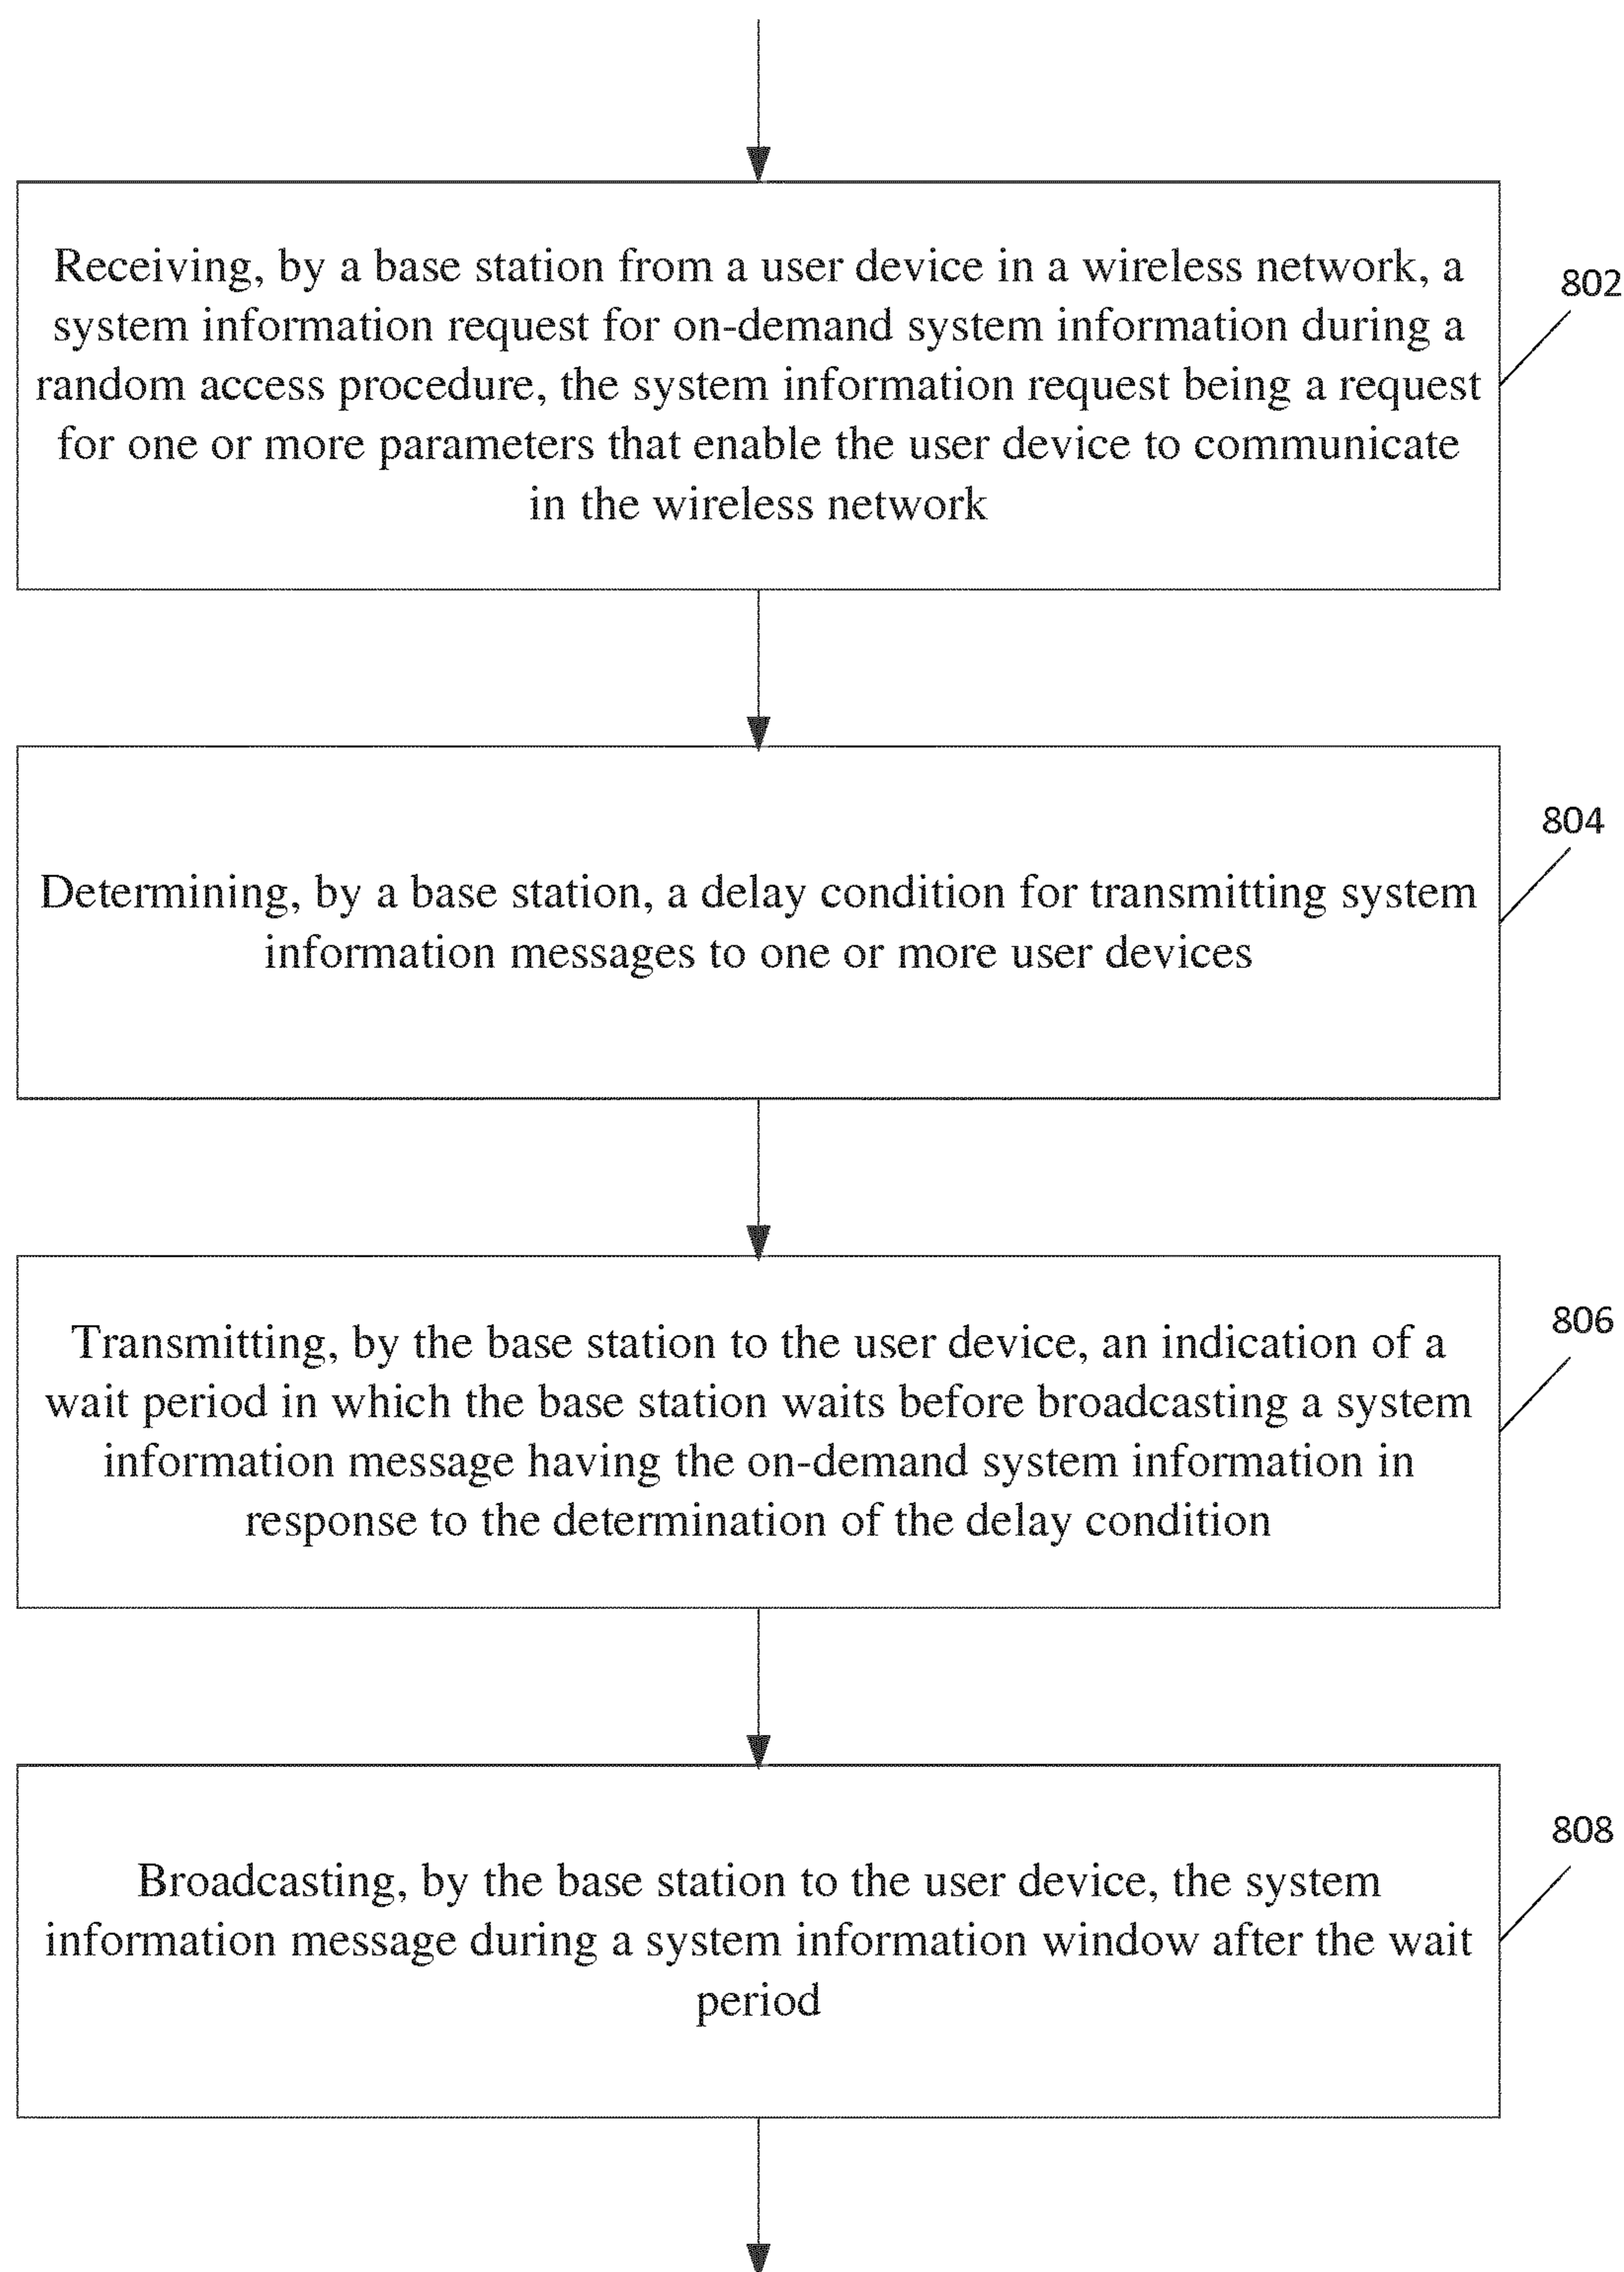 Receiving, by a base station from a user device in a wireless network, a
system information request for on-demand system information during a
random access procedure, the system information request being a request
for one or more parameters that enable the user device to communicate
in the wireless network
802
Determining, by a base station, a delay condition for transmitting system
information messages to one or more user devices
804
Transmitting, by the base station to the user device, an indication of a
wait period in which the base station waits before broadcasting a system
information message having the on-demand system information in
response to the determination of the delay condition
806
Broadcasting, by the base station to the user device, the system
information message during a system information window after the wait
period
808